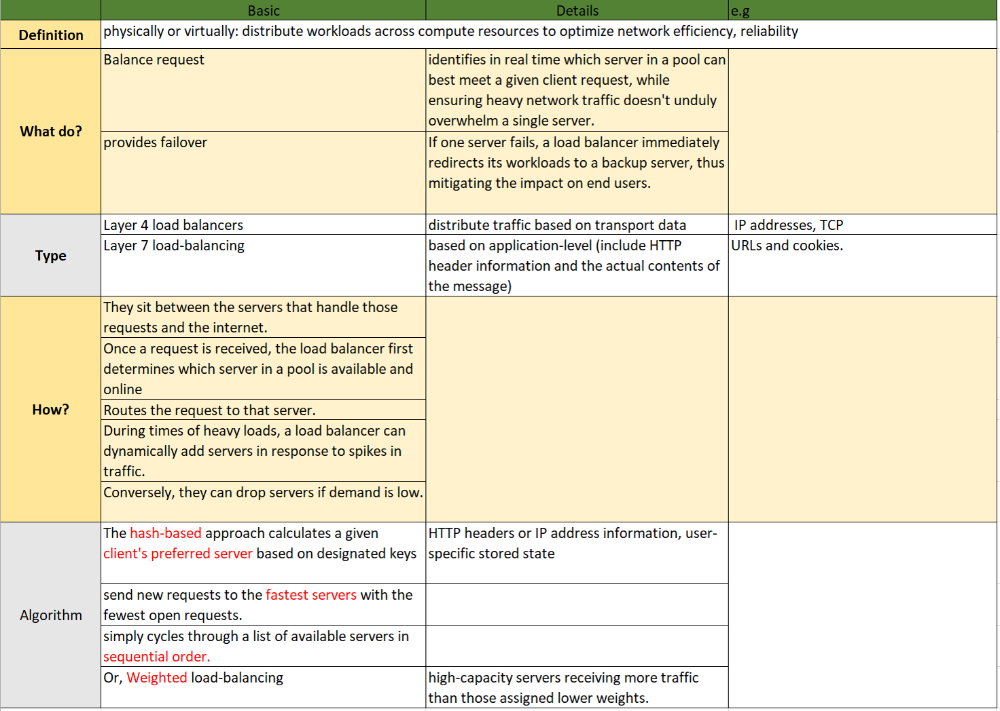 Basic
Details
e.g
Definition
physically or virtually: distribute workloads across compute resources to optimize network efficiency, reliability
What do?
Balance request
identifies in real time which server in a pool can
best meet a given client request, while
ensuring heavy network traffic doesn't unduly
overwhelm a single server.
provides failover
If one server fails, a load balancer immediately
redirects its workloads to a backup server, thus
mitigating the impact on end users.
Type
Layer 4 load balancers
distribute traffic based on transport data
IP addresses, TCP
Layer 7 load-balancing
based on application-level (include HTTP
header information and the actual contents of
the message)
URLs and cookies.
How?
They sit between the servers that handle those
requests and the internet.
Once a request is received, the load balancer first
determines which server in a pool is available and
online
Routes the request to that server.
During times of heavy loads, a load balancer can
dynamically add servers in response to spikes in
traffic.
Conversely, they can drop servers if demand is low.
Algorithm
The hash-based approach calculates a given
client's preferred server based on designated keys
HTTP headers or IP address information, user-
specific stored state
send new requests to the fastest servers with the
fewest open requests.
simply cycles through a list of available servers in
sequential order.
Or, Weighted load-balancing
high-capacity servers receiving more traffic
than those assigned lower weights.